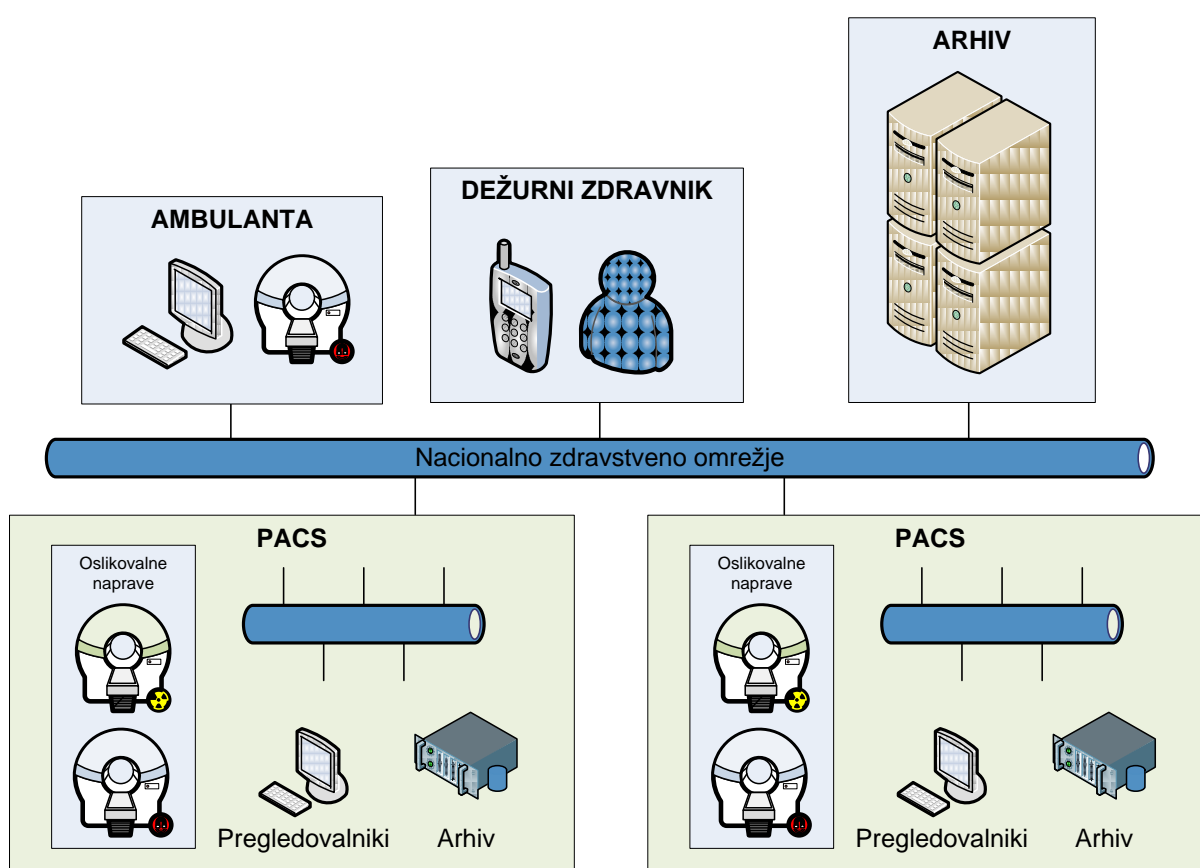 ARHIV
DEŽURNI ZDRAVNIK
AMBULANTA
Nacionalno zdravstveno omrežje
PACS
Oslikovalne
naprave
Pregledovalniki
Arhiv
PACS
Oslikovalne
naprave
Pregledovalniki
Arhiv